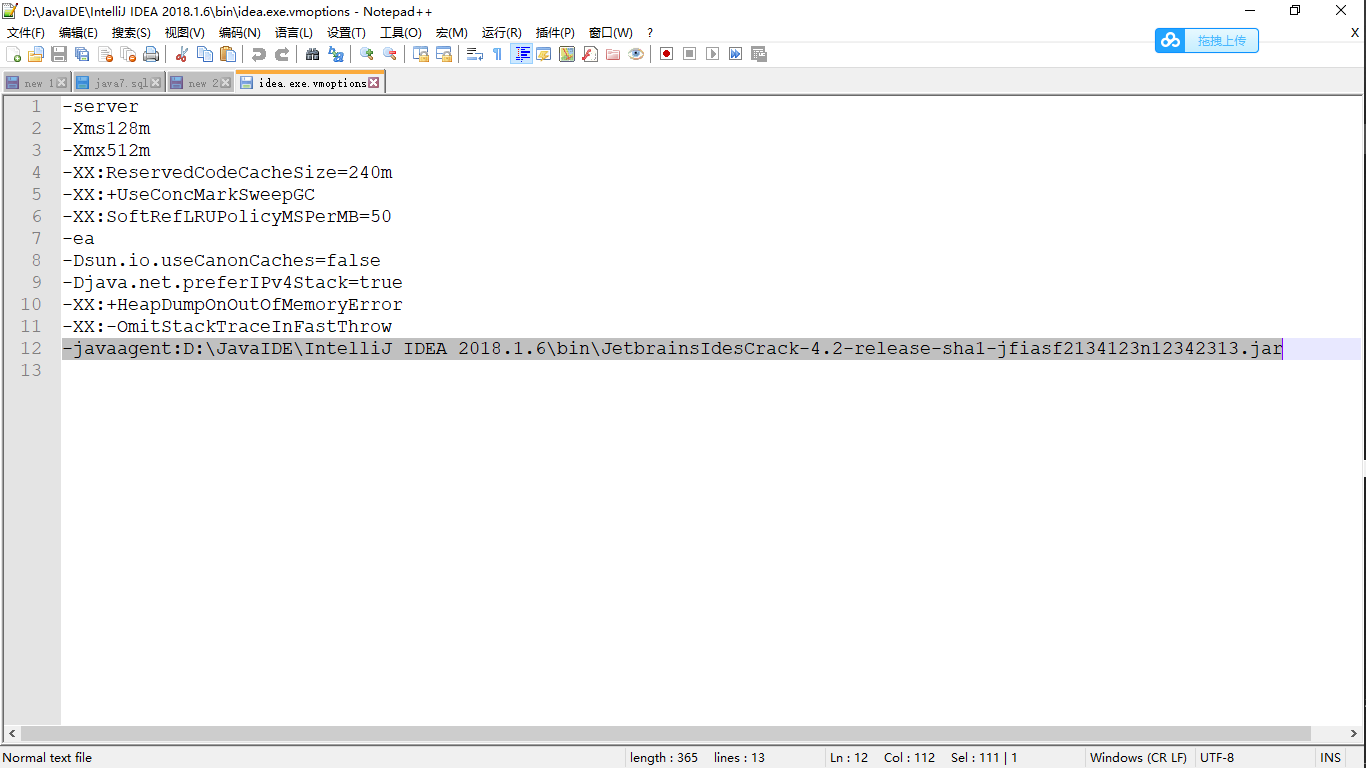 D:\JavaIDE\IntelliJ IDEA 2018.1.6\bin\idea.exe.vmoptions - Notepad++
文件(F) 编辑(E) 搜索(S) 视图(V) 编码(N) 语言(L) 设置(T) 工具(O) 宏(M) 运行(R) 插件(P) 窗口(W) ? X
拖拽上传
new 1 java7.sql new 2 idea.exe.vmoptions
1 -server
2 -Xms128m
3 -Xmx512m
4 -XX:ReservedCodeCacheSize=240m
5 -XX:+UseConcMarkSweepGC
6 -XX:SoftRefLRUPolicyMSPerMB=50
7 -ea
8 -Dsun.io.useCanonCaches=false
9 -Djava.net.preferIPv4Stack=true
10 -XX:+HeapDumpOnOutOfMemoryError
11 -XX:-OmitStackTraceInFastThrow
12 -javaagent:D:\JavaIDE\IntelliJ IDEA 2018.1.6\bin\JetbrainsIdesCrack-4.2-release-sha1-jfiasf2134123n12342313.jar
13
Normal text file length : 365 lines : 13 Ln : 12 Col : 112 Sel : 111 | 1 Windows (CR LF) UTF-8 INS